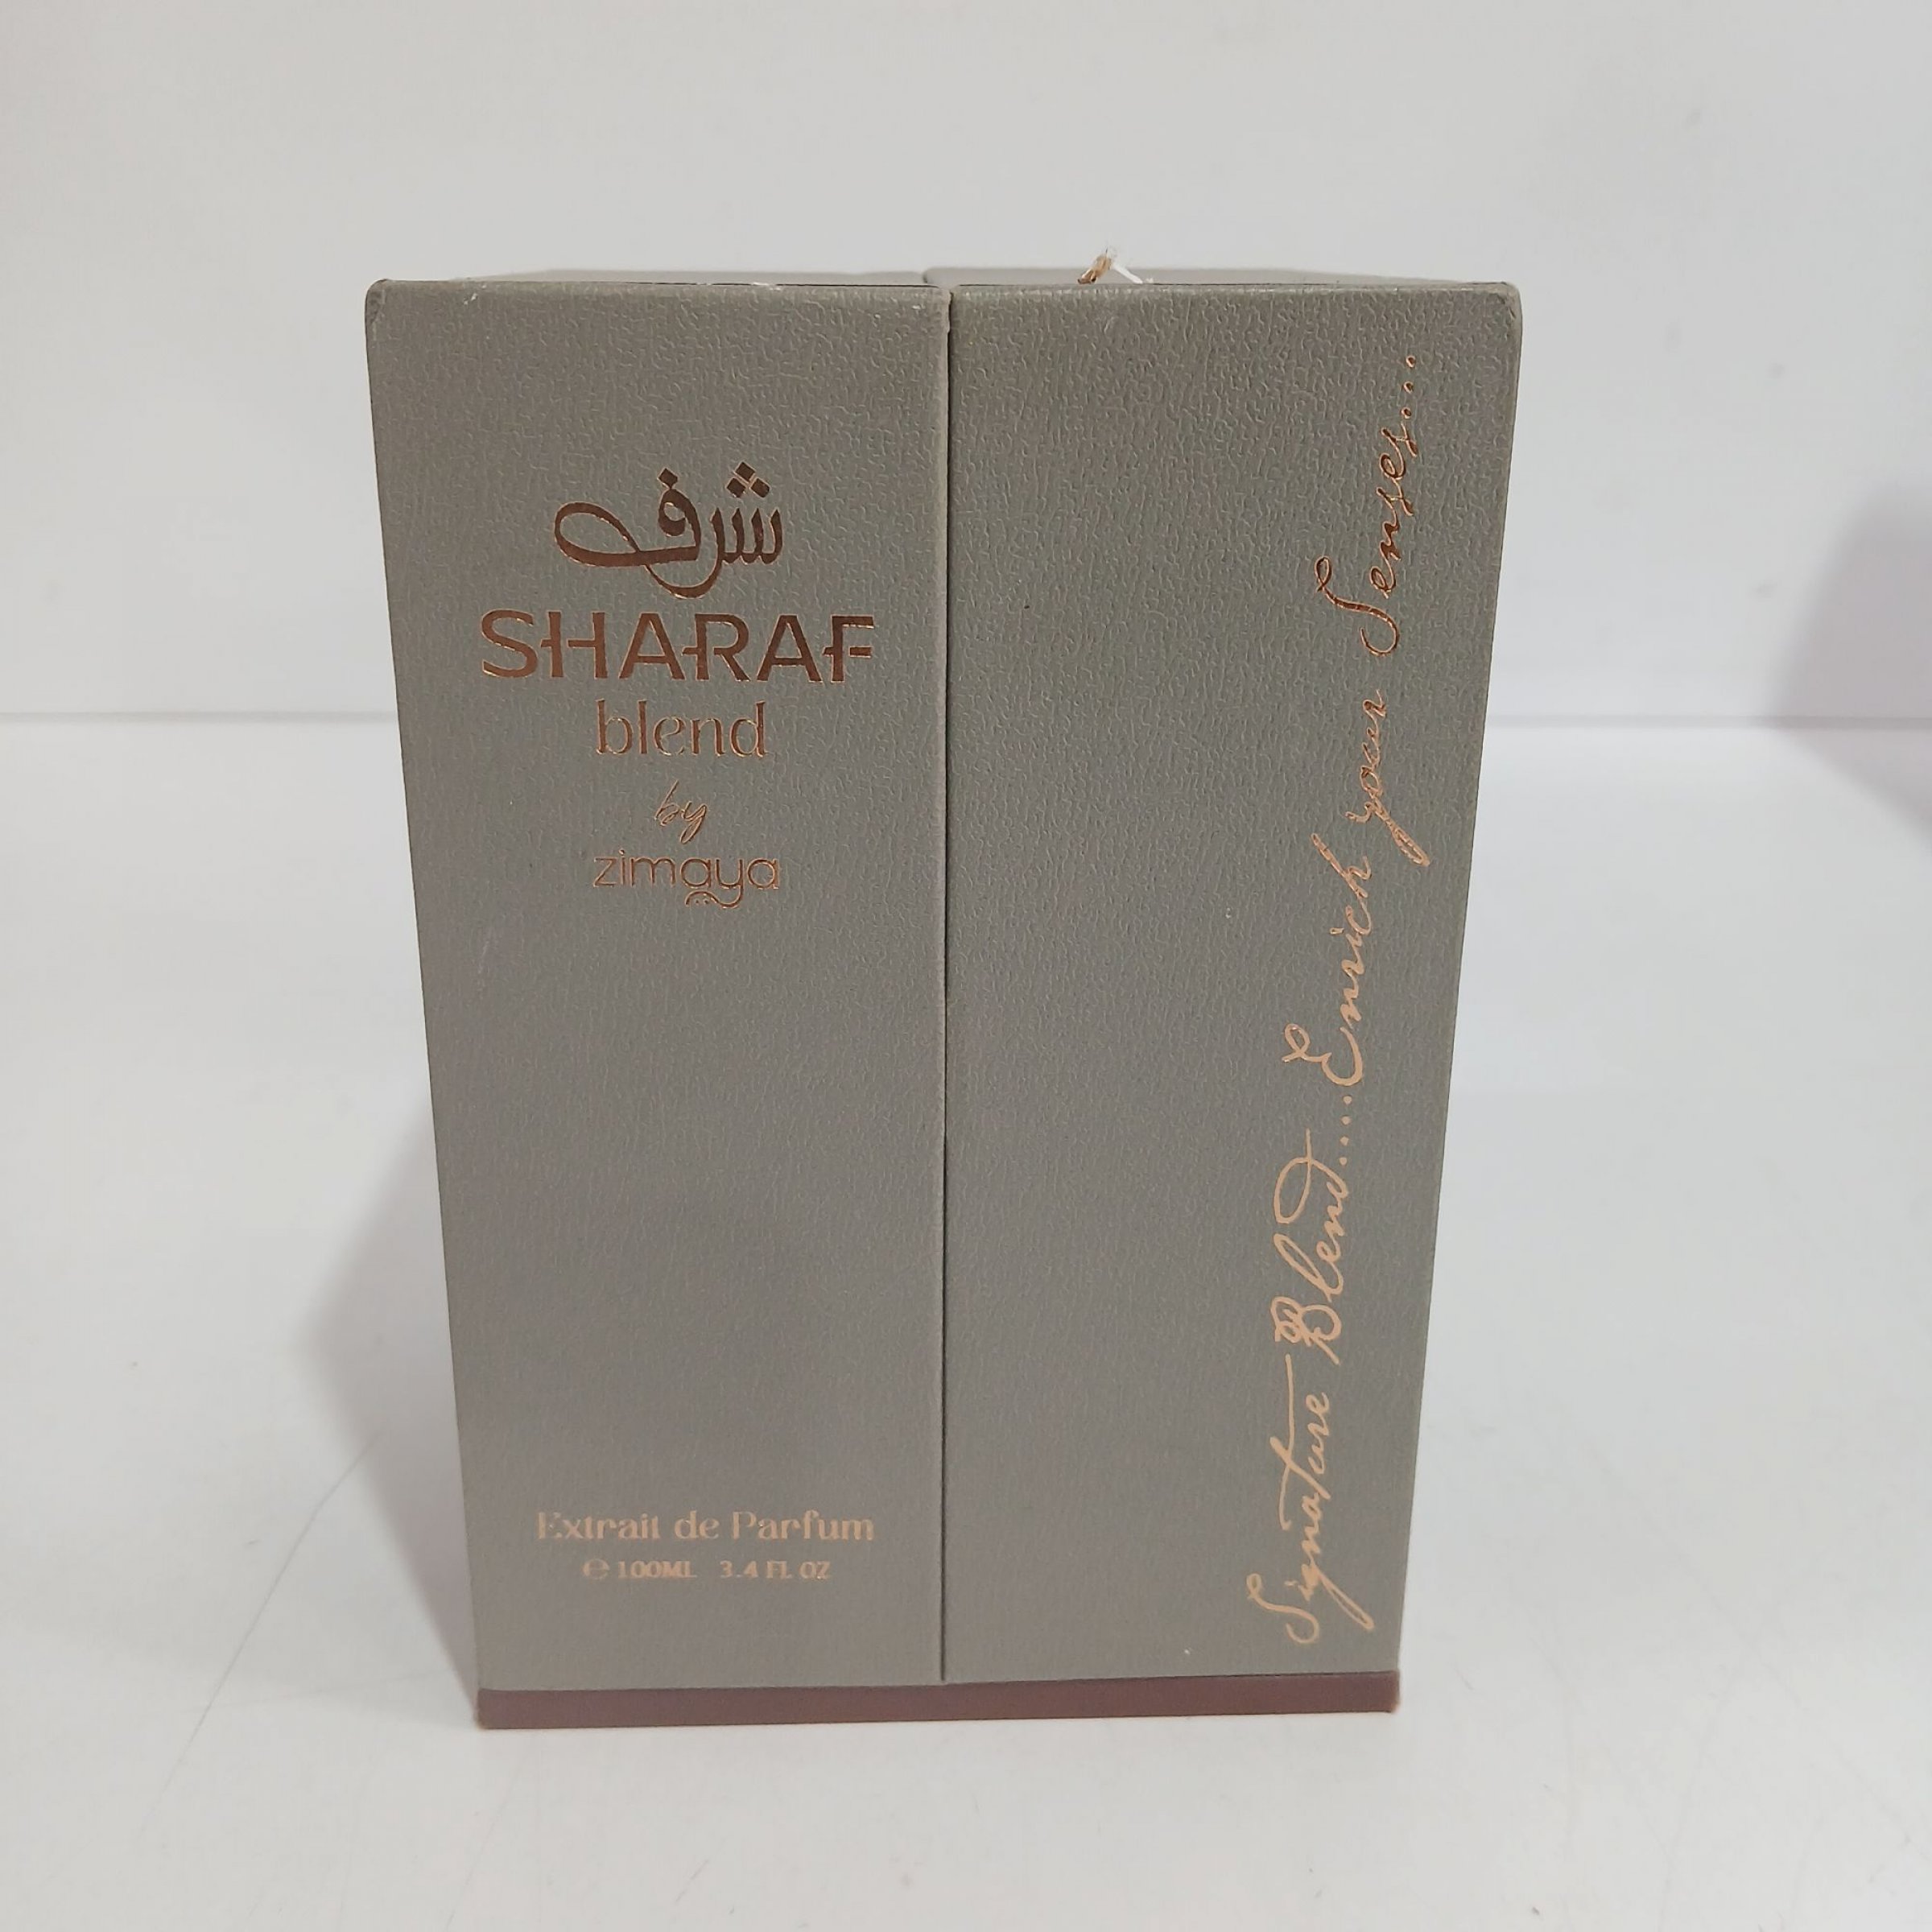 شرف
SHARAF
blend
by
zimaya
Extrait de Parfum
℮ 100ML 3.4 FL OZ
Signature Blend....Enrich your Senses...